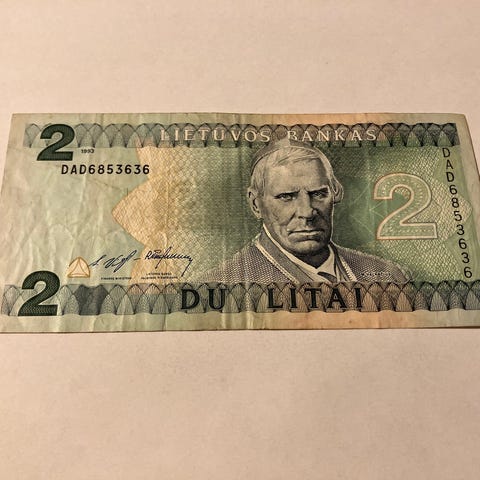 2 1993
LIETUVOS BANKAS
DAD6853636
DAD6853636
2
2
DU LITAI